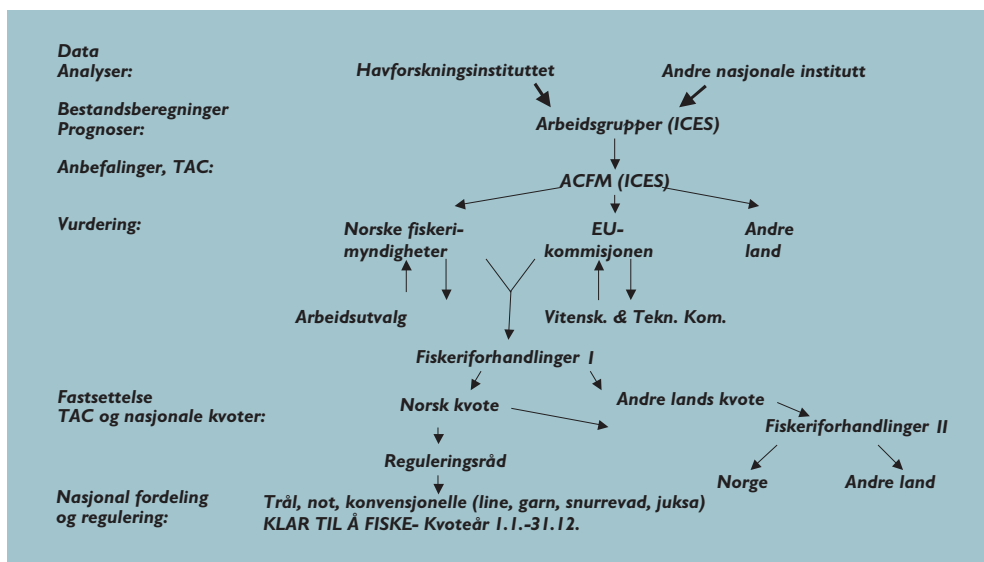 Data
Analyser:
Havforskningsinstituttet
Andre nasjonale institutt
Bestandsberegninger
Prognoser:
Arbeidsgrupper (ICES)
Anbefalinger, TAC:
ACFM (ICES)
Vurdering:
Norske fiskeri-
myndigheter
EU-
kommisjonen
Andre
land
Arbeidsutvalg
Vitensk. & Tekn. Kom.
Fiskeriforhandlinger I
Fastsettelse
TAC og nasjonale kvoter:
Norsk kvote
Andre lands kvote
Fiskeriforhandlinger II
Reguleringsråd
Norge
Andre land
Nasjonal fordeling
og regulering:
Trål, not, konvensjonelle (line, garn, snurrevad, juksa)
KLAR TIL Å FISKE- Kvoteår 1.1.-31.12.